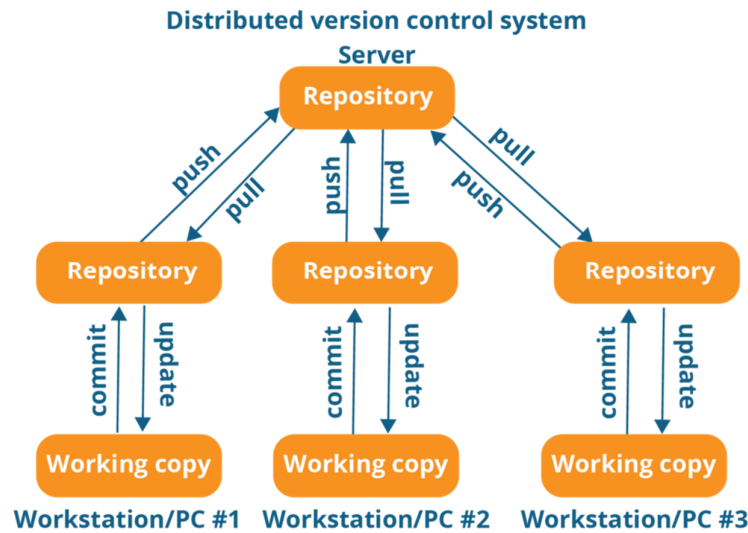 Distributed version control system
Server
Repository
push
pull
push
pull
push
pull
Repository
Repository
Repository
commit
update
commit
update
commit
update
Working copy
Working copy
Working copy
Workstation/PC #1
Workstation/PC #2
Workstation/PC #3